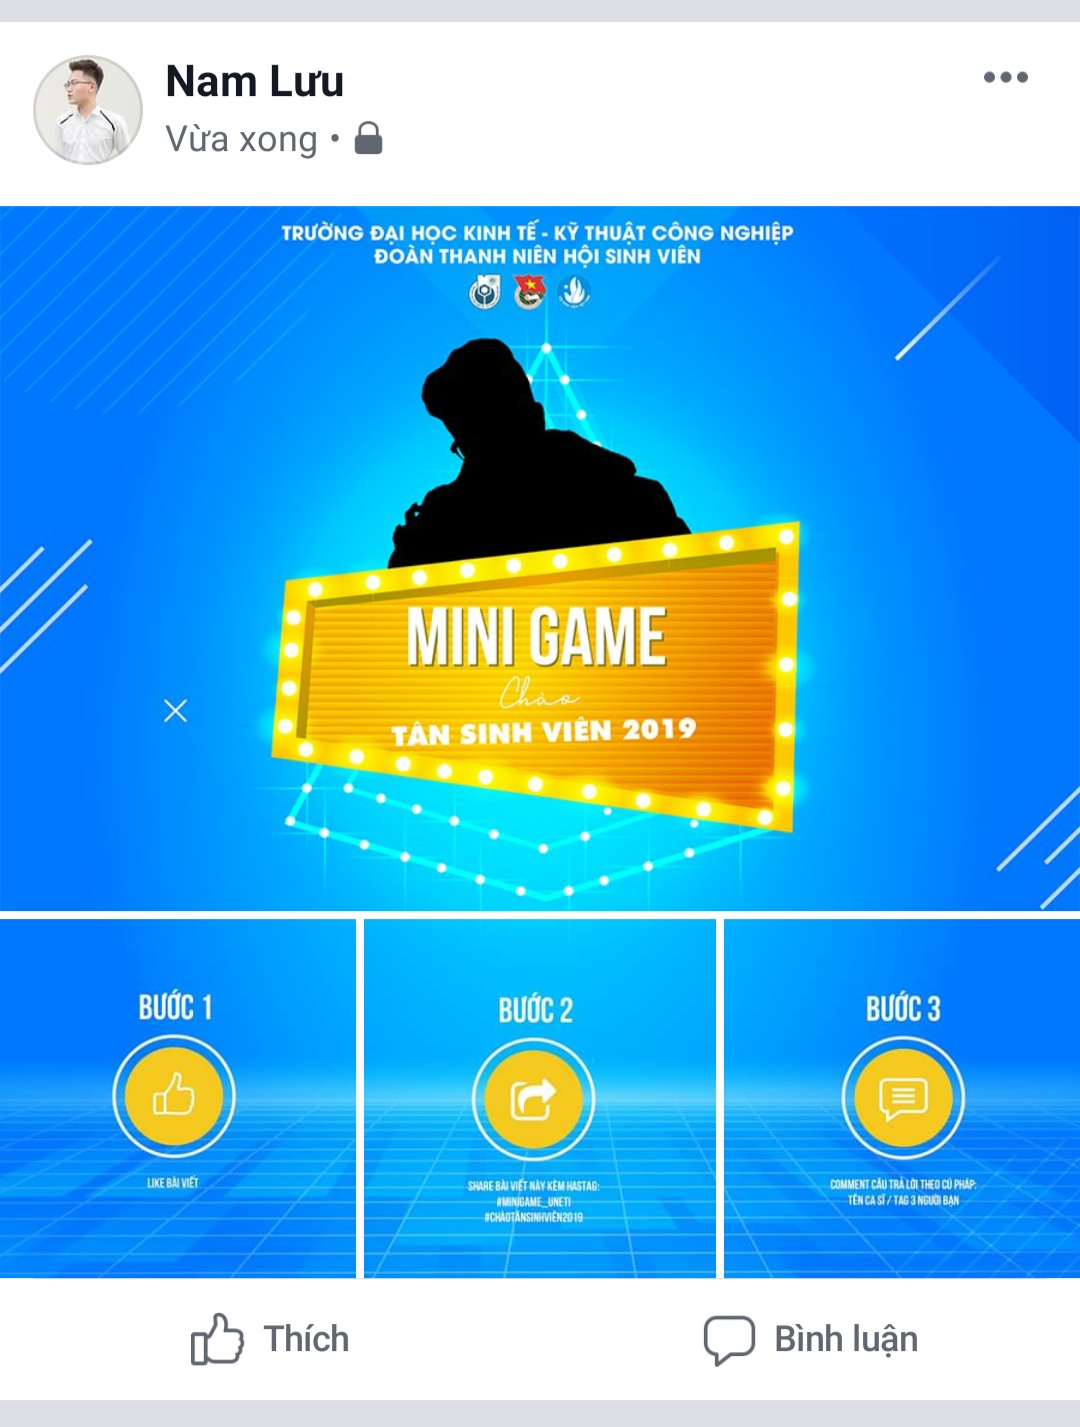 Nam Lưu
Vừa xong •
TRƯỜNG ĐẠI HỌC KINH TẾ - KỸ THUẬT CÔNG NGHIỆP
ĐOÀN THANH NIÊN HỘI SINH VIÊN
MINI GAME
Chào
TÂN SINH VIÊN 2019
BƯỚC 1
LIKE BÀI VIẾT
BƯỚC 2
SHARE BÀI VIẾT NÀY KÈM HASTAG:
#MINIGAME_UNETI
#CHÀOTÂNSINHVIÊN2019
BƯỚC 3
COMMENT CÂU TRẢ LỜI THEO CÚ PHÁP:
TÊN CA SĨ / TAG 3 NGƯỜI BẠN
Thích
Bình luận